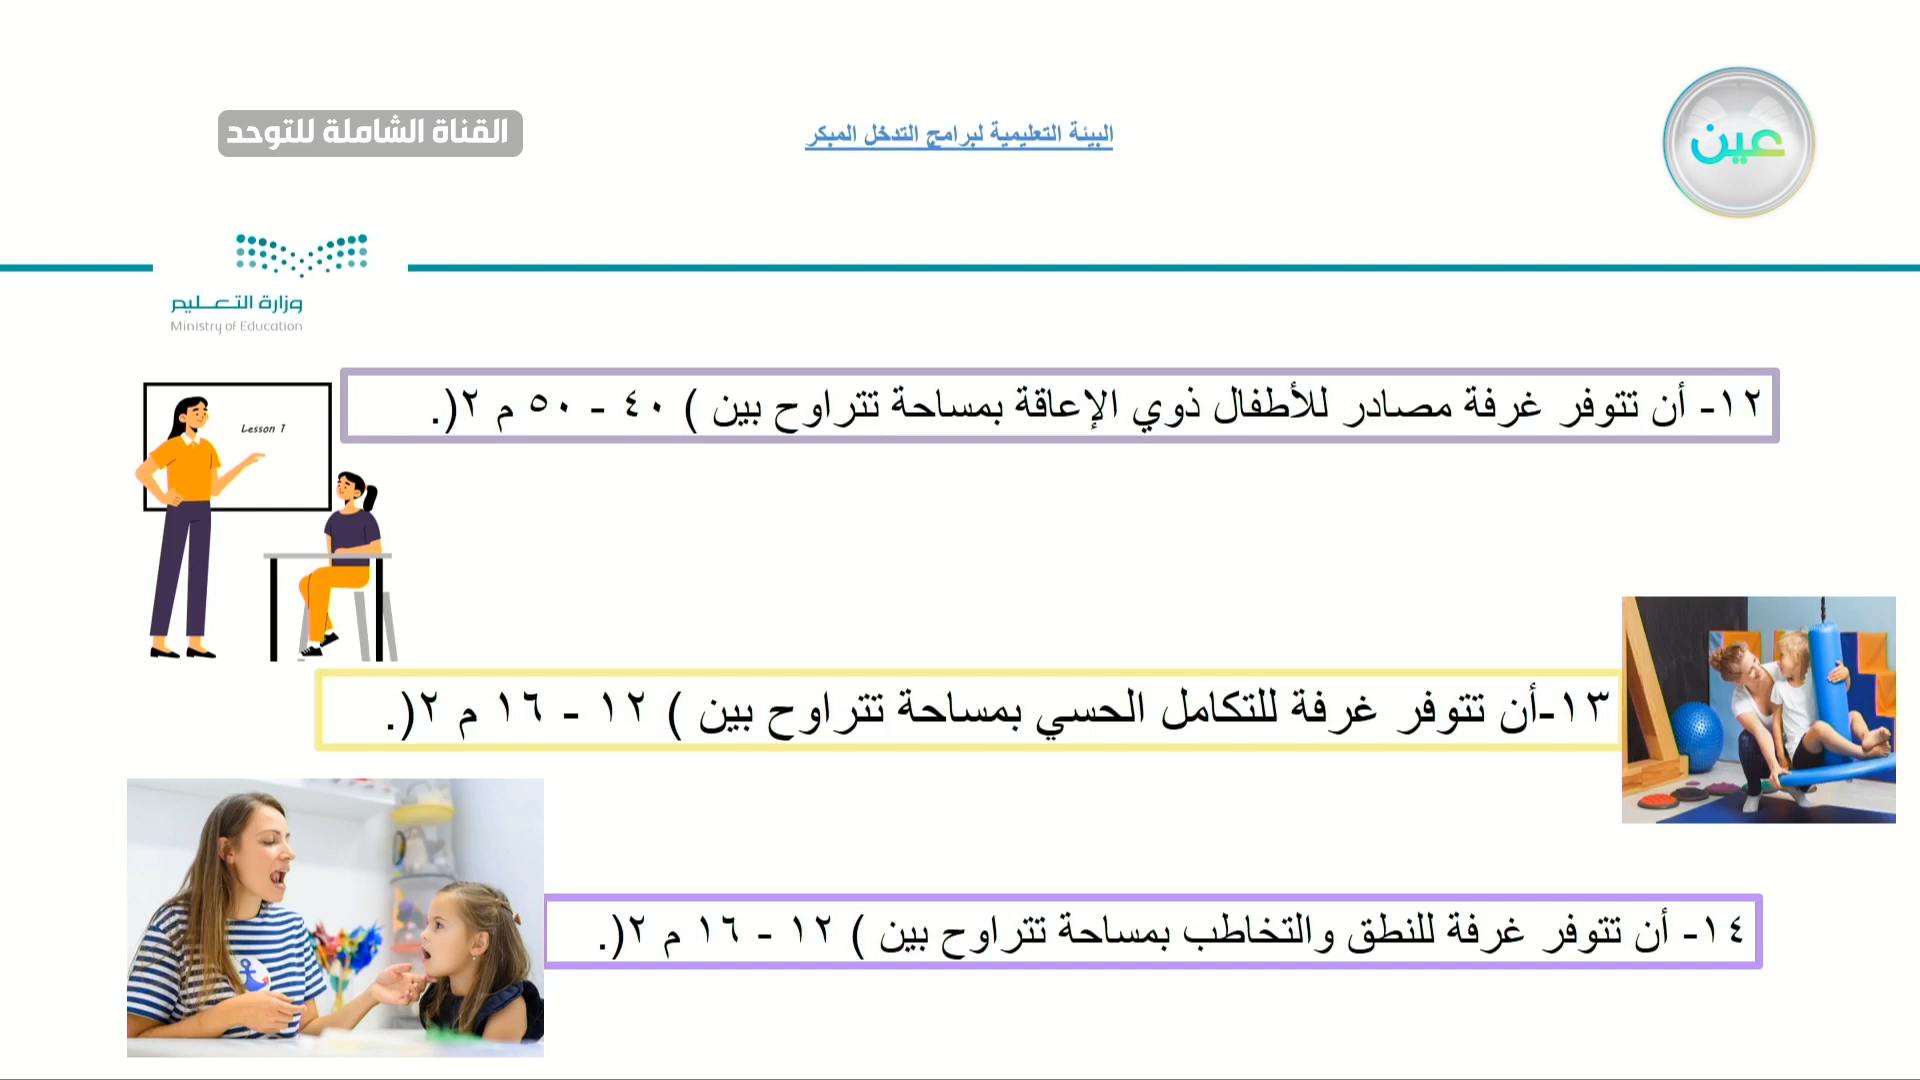 عين
البيئة التعليمية لبرامج التدخل المبكر
القناة الشاملة للتوحد
وزارة التعـليم
Ministry of Education
١٢- أن تتوفر غرفة مصادر للأطفال ذوي الإعاقة بمساحة تتراوح بين ) ٤٠ - ٥٠ م ٢(.
Lesson 1
١٣-أن تتوفر غرفة للتكامل الحسي بمساحة تتراوح بين ) ١٢ - ١٦ م ٢(.
١٤- أن تتوفر غرفة للنطق والتخاطب بمساحة تتراوح بين ) ١٢ - ١٦ م ٢(.